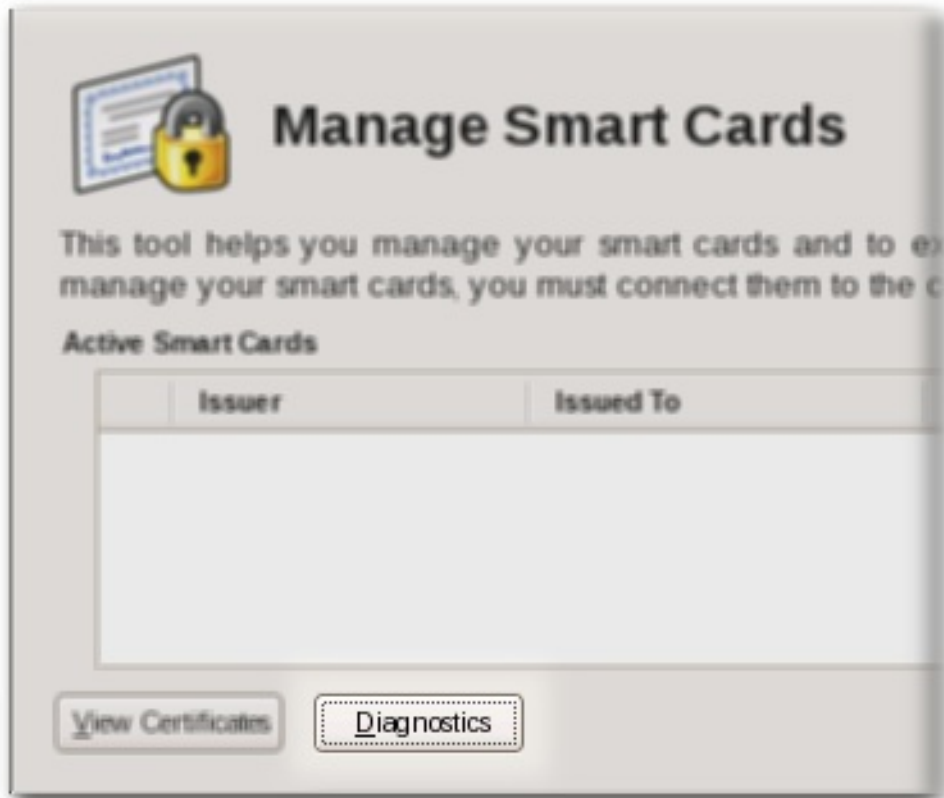 Manage Smart Cards
This tool helps you manage your smart cards and to
manage your smart cards, you must connect them to the
Active Smart Cards
Issuer Issued To
View Certificates Diagnostics